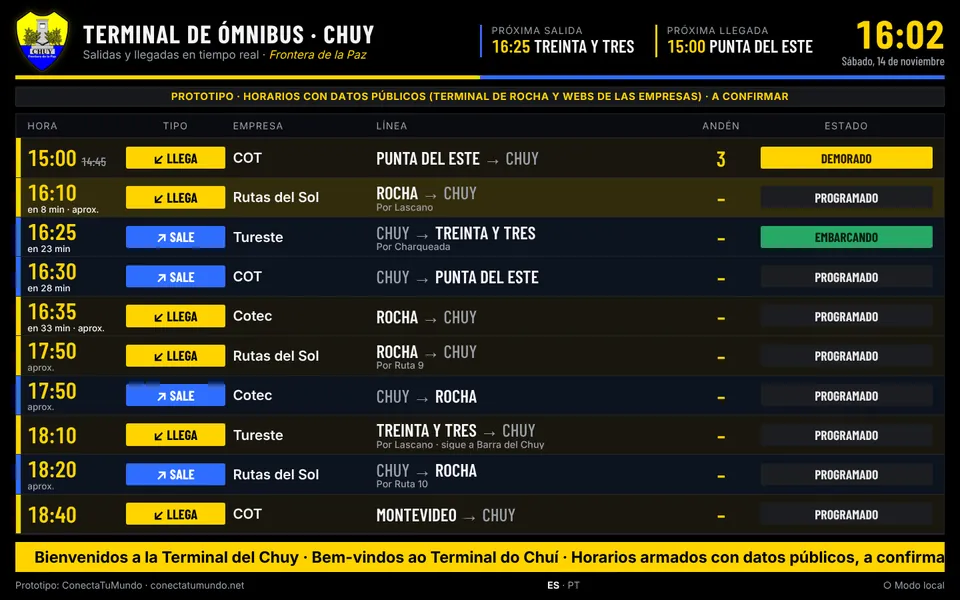 CHUY
Frontera de la Paz
TERMINAL DE ÓMNIBUS · CHUY
Salidas y llegadas en tiempo real · Frontera de la Paz
PRÓXIMA SALIDA
16:25 TREINTA Y TRES
PRÓXIMA LLEGADA
15:00 PUNTA DEL ESTE
16:02
Sábado, 14 de noviembre
PROTOTIPO · HORARIOS CON DATOS PÚBLICOS (TERMINAL DE ROCHA Y WEBS DE LAS EMPRESAS) · A CONFIRMAR
HORA TIPO EMPRESA LÍNEA ANDÉN ESTADO
15:00 14:45 ↙ LLEGA COT PUNTA DEL ESTE → CHUY 3 DEMORADO
16:10 ↙ LLEGA Rutas del Sol ROCHA → CHUY – PROGRAMADO
en 8 min · aprox. Por Lascano
16:25 ↗ SALE Tureste CHUY → TREINTA Y TRES – EMBARCANDO
en 23 min Por Charqueada
16:30 ↗ SALE COT CHUY → PUNTA DEL ESTE – PROGRAMADO
en 28 min
16:35 ↙ LLEGA Cotec ROCHA → CHUY – PROGRAMADO
en 33 min · aprox.
17:50 ↙ LLEGA Rutas del Sol ROCHA → CHUY – PROGRAMADO
aprox. Por Ruta 9
17:50 ↗ SALE Cotec CHUY → ROCHA – PROGRAMADO
aprox.
18:10 ↙ LLEGA Tureste TREINTA Y TRES → CHUY – PROGRAMADO
Por Lascano · sigue a Barra del Chuy
18:20 ↗ SALE Rutas del Sol CHUY → ROCHA – PROGRAMADO
aprox. Por Ruta 10
18:40 ↙ LLEGA COT MONTEVIDEO → CHUY – PROGRAMADO
Bienvenidos a la Terminal del Chuy · Bem-vindos ao Terminal do Chuí · Horarios armados con datos públicos, a confirma
Prototipo: ConectaTuMundo · conectatumundo.net
ES · PT
Modo local